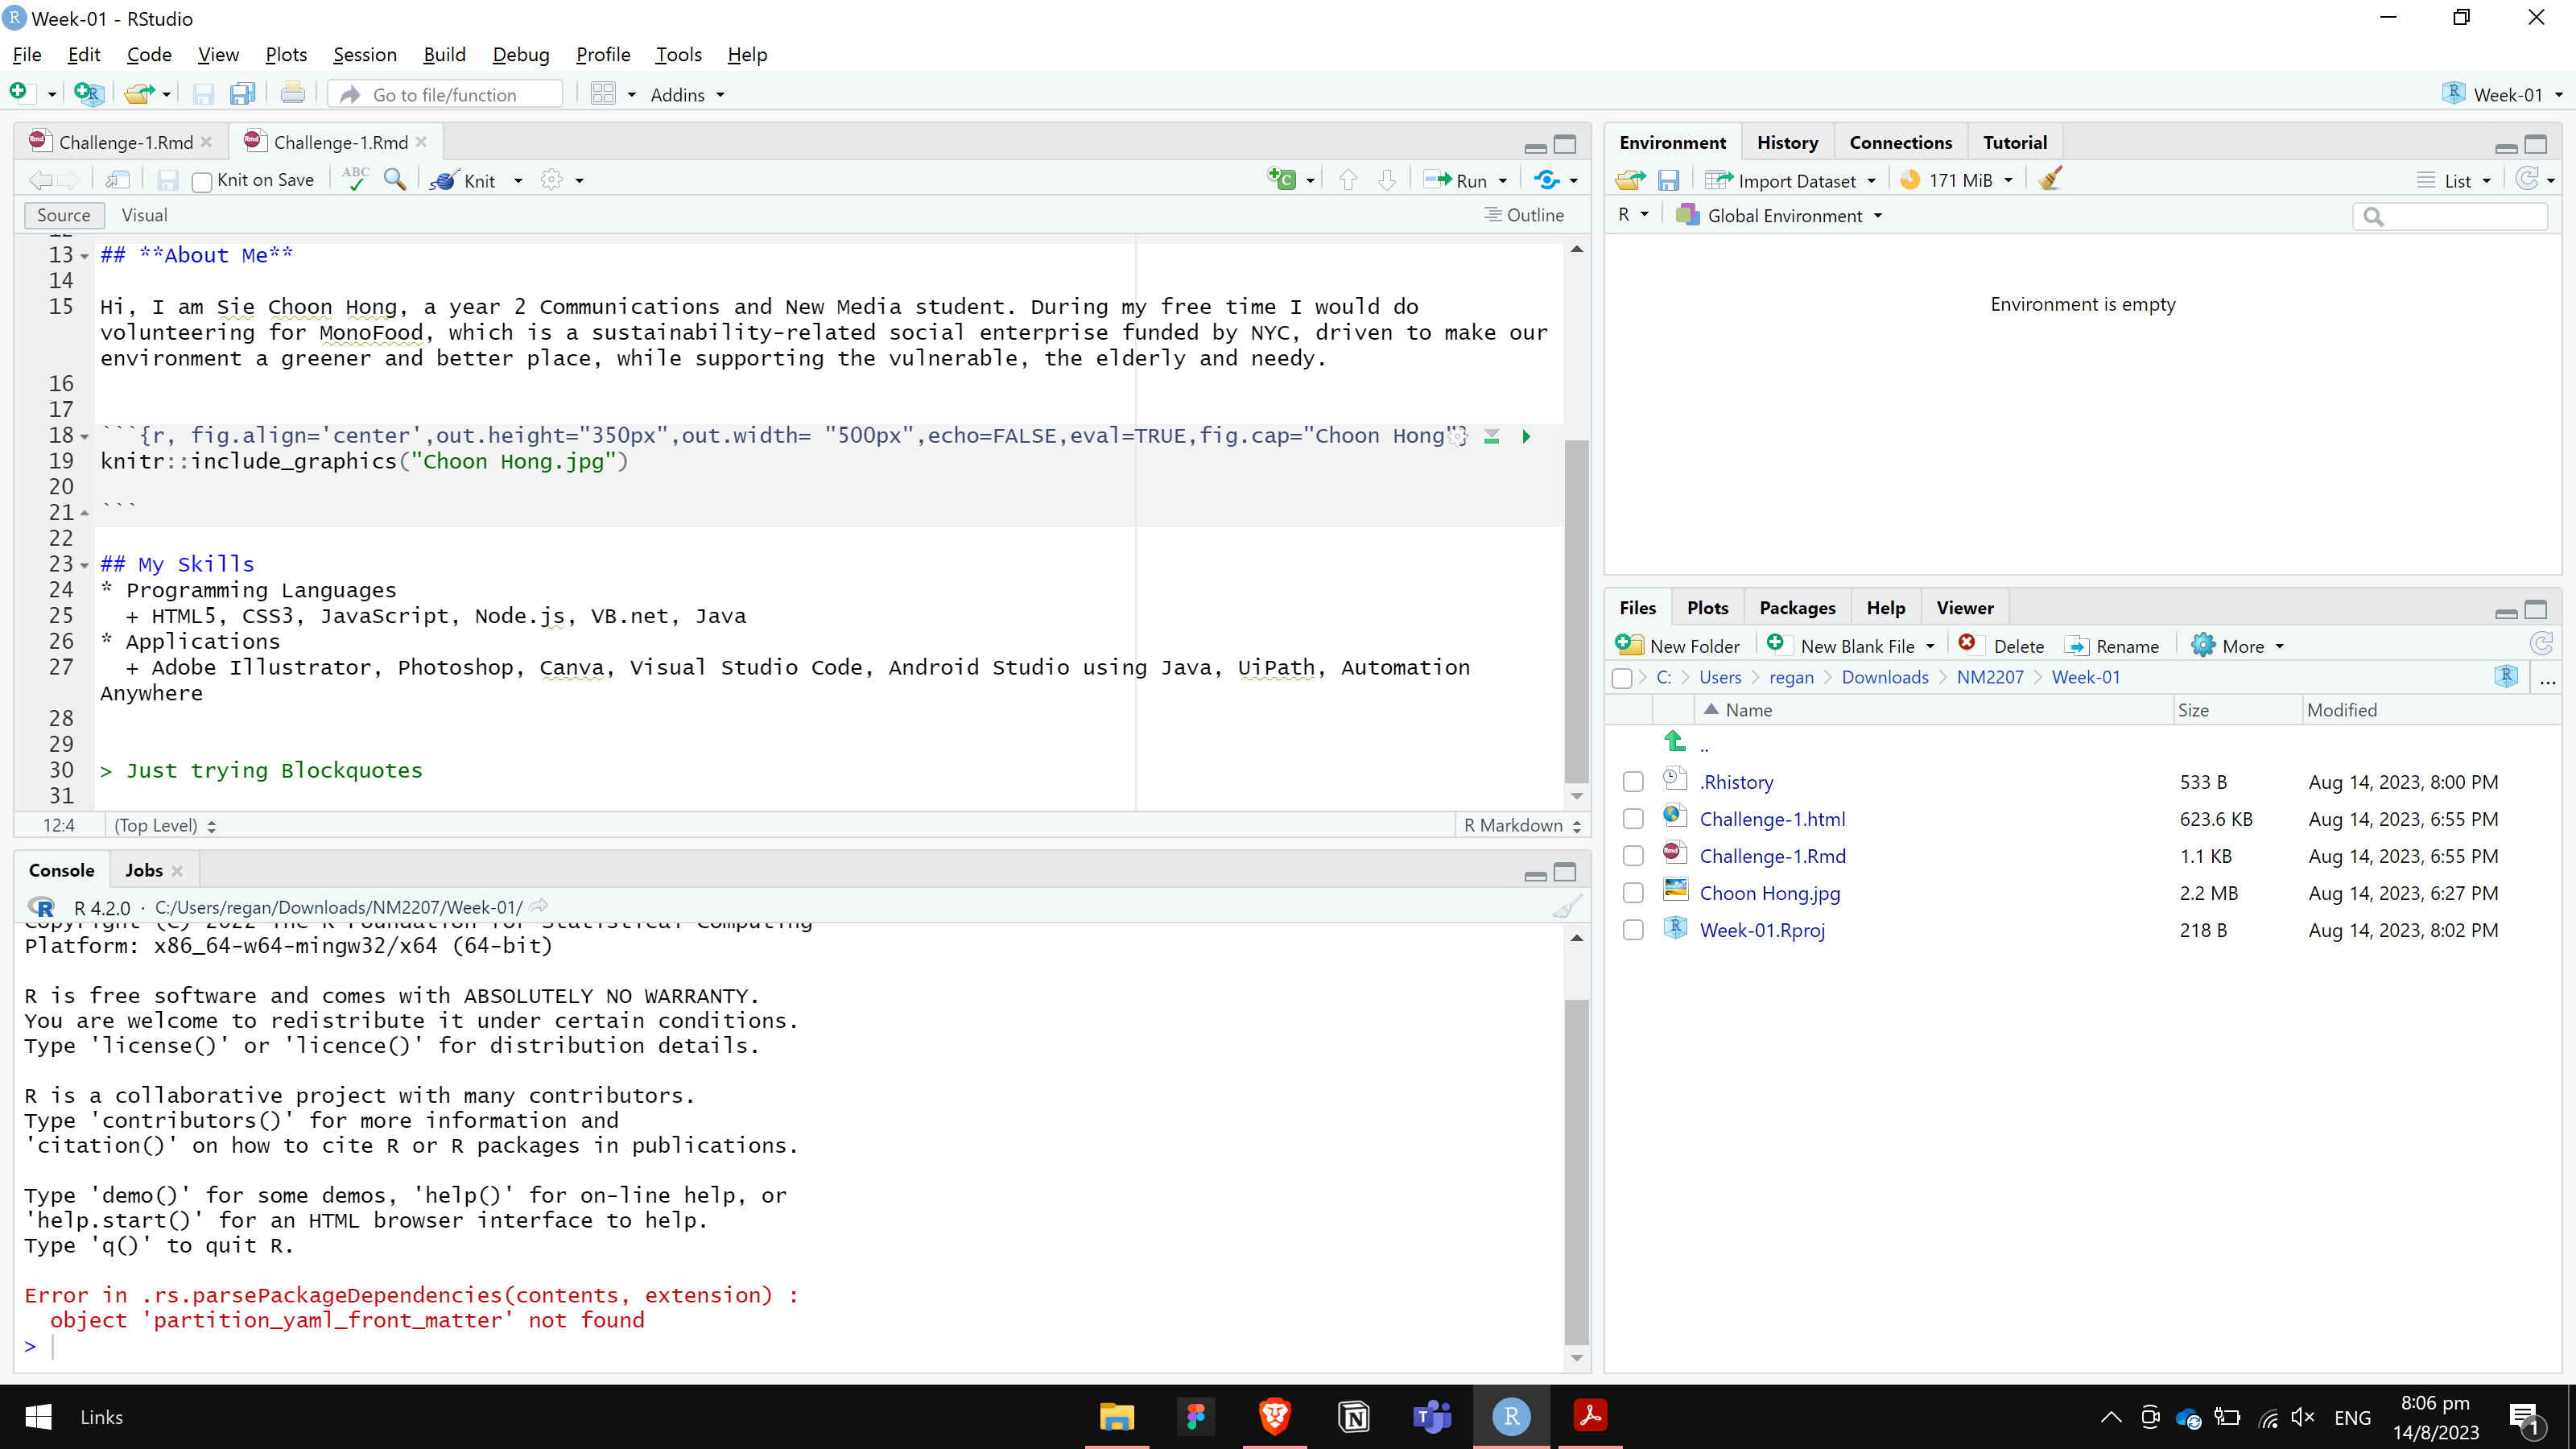 Week-01 - RStudio
File Edit Code View Plots Session Build Debug Profile Tools Help
Go to file/function Addins Week-01
Challenge-1.Rmd Challenge-1.Rmd
Knit on Save ABC Knit Run
Source Visual Outline
13 ## **About Me**
14
15 Hi, I am Sie Choon Hong, a year 2 Communications and New Media student. During my free time I would do
volunteering for MonoFood, which is a sustainability-related social enterprise funded by NYC, driven to make our
environment a greener and better place, while supporting the vulnerable, the elderly and needy.
16
17
18 ```{r, fig.align='center',out.height="350px",out.width= "500px",echo=FALSE,eval=TRUE,fig.cap="Choon Hong"}
19 knitr::include_graphics("Choon Hong.jpg")
20
21 ```
22
23 ## My Skills
24 * Programming Languages
25 + HTML5, CSS3, JavaScript, Node.js, VB.net, Java
26 * Applications
27 + Adobe Illustrator, Photoshop, Canva, Visual Studio Code, Android Studio using Java, UiPath, Automation
Anywhere
28
29
30 > Just trying Blockquotes
31
12:4 (Top Level) R Markdown
Console Jobs
R 4.2.0 · C:/Users/regan/Downloads/NM2207/Week-01/
Copyright (C) 2022 The R Foundation for Statistical Computing
Platform: x86_64-w64-mingw32/x64 (64-bit)
R is free software and comes with ABSOLUTELY NO WARRANTY.
You are welcome to redistribute it under certain conditions.
Type 'license()' or 'licence()' for distribution details.
R is a collaborative project with many contributors.
Type 'contributors()' for more information and
'citation()' on how to cite R or R packages in publications.
Type 'demo()' for some demos, 'help()' for on-line help, or
'help.start()' for an HTML browser interface to help.
Type 'q()' to quit R.
Error in .rs.parsePackageDependencies(contents, extension) :
object 'partition_yaml_front_matter' not found
>
Environment History Connections Tutorial
Import Dataset 171 MiB List
R Global Environment
Environment is empty
Files Plots Packages Help Viewer
New Folder New Blank File Delete Rename More
C: Users regan Downloads NM2207 Week-01 ...
Name Size Modified
..
.Rhistory 533 B Aug 14, 2023, 8:00 PM
Challenge-1.html 623.6 KB Aug 14, 2023, 6:55 PM
Challenge-1.Rmd 1.1 KB Aug 14, 2023, 6:55 PM
Choon Hong.jpg 2.2 MB Aug 14, 2023, 6:27 PM
Week-01.Rproj 218 B Aug 14, 2023, 8:02 PM
Links
ENG
8:06 pm
14/8/2023
1